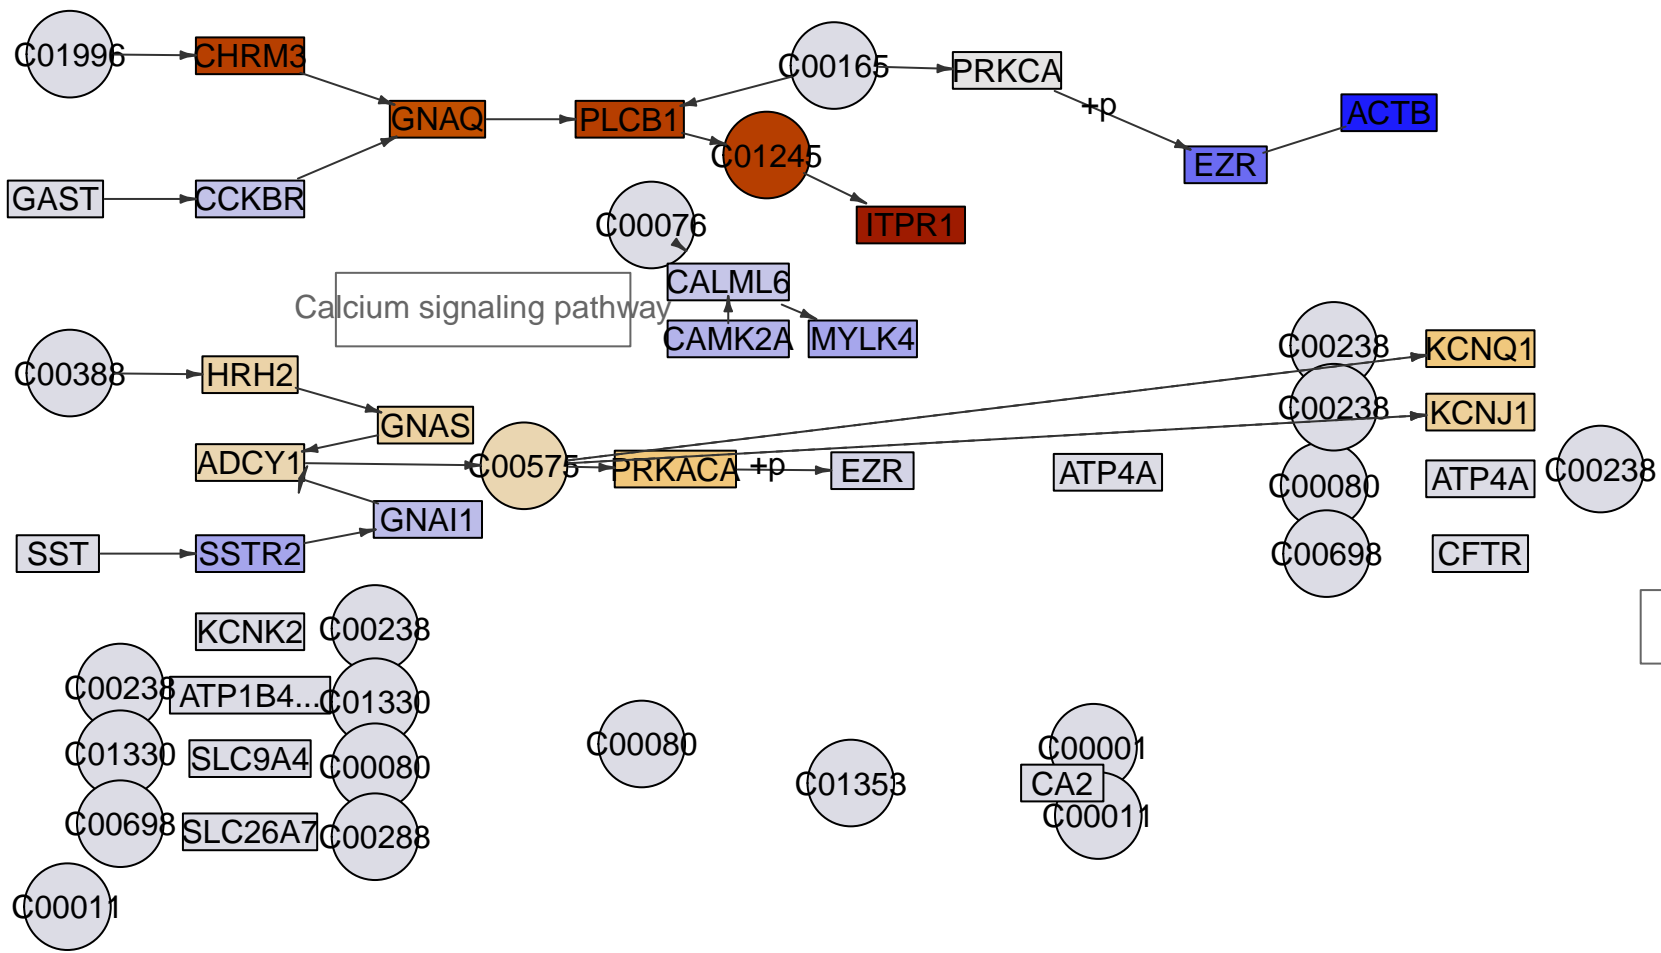 C01996
CHRM3
C00165
PRKCA
+p
ACTB
GNAQ
PLCB1
C01245
EZR
GAST
CCKBR
C00076
ITPR1
CALML6
Calcium signaling pathway
CAMK2A
MYLK4
C00238
KCNQ1
C00388
HRH2
C00238
KCNJ1
GNAS
ADCY1
C00575
PRKACA
+p
EZR
ATP4A
C00080
ATP4A
C00238
GNAI1
SST
SSTR2
C00698
CFTR
KCNK2
C00238
C00238
ATP1B4...
C01330
C01330
SLC9A4
C00080
C00080
C01353
C00001
CA2
C00011
C00698
SLC26A7
C00288
C00011